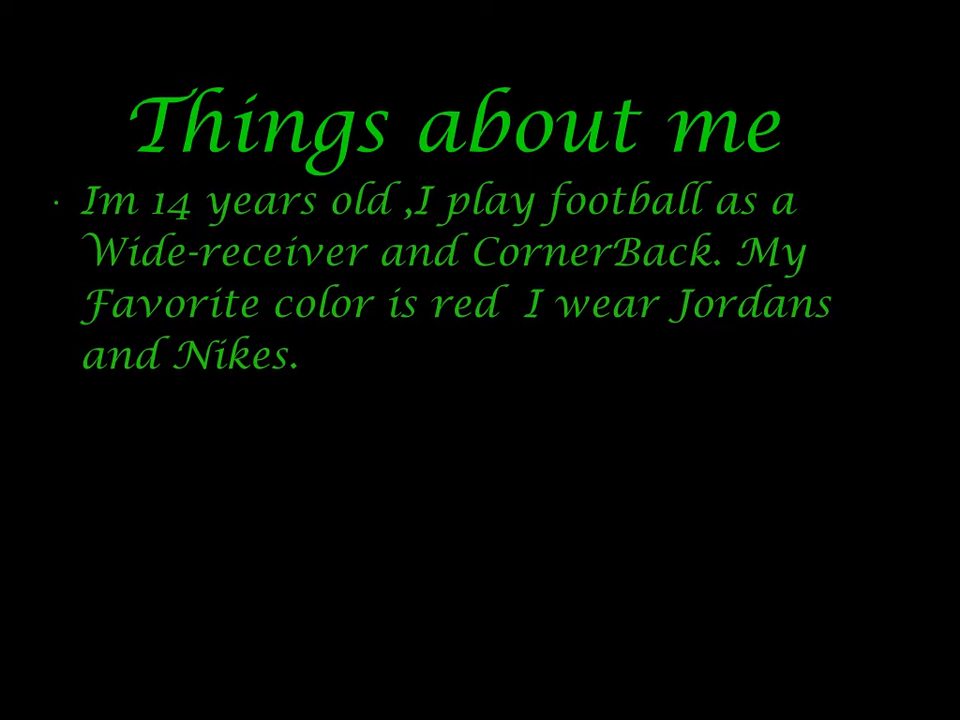 Things about me
· Im 14 years old ,I play football as a
Wide-receiver and CornerBack. My
Favorite color is red  I wear Jordans
and Nikes.